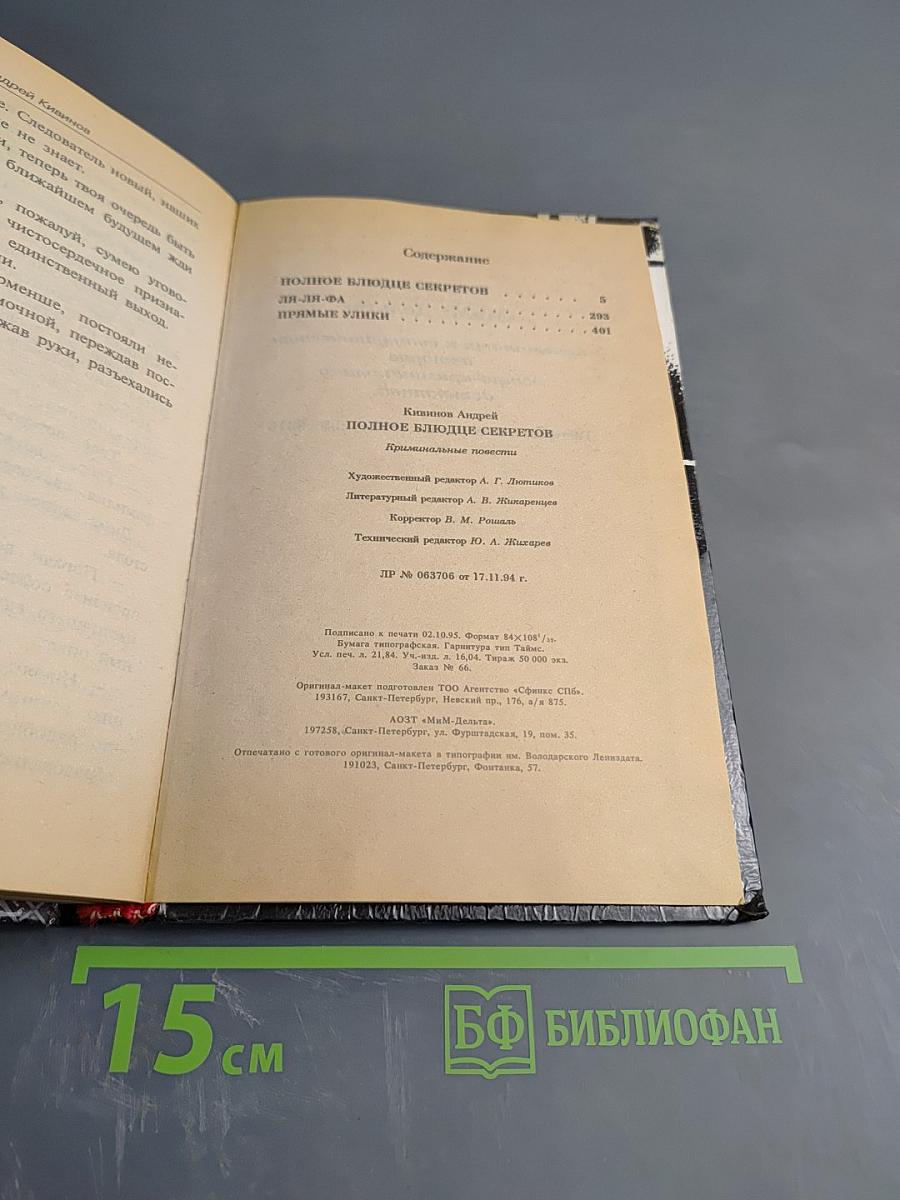 Андрей Кивинов
е. Следователь новый, наших
е не знает.
и, теперь твоя очередь быть
ближайшем будущем жди
пожалуй, сумею угово-
чистосердечное призна-
единственный выход.
ни.
постояли не-
мочной, переждав пос-
жав руки, разъехались
Содержание
ПОЛНОЕ БЛЮДЦЕ СЕКРЕТОВ . . . . . . 5
ЛЯ-ЛЯ-ФА . . . . . . . . . . . . . . . . 293
ПРЯМЫЕ УЛИКИ . . . . . . . . . . . . . 401
Кивинов Андрей
ПОЛНОЕ БЛЮДЦЕ СЕКРЕТОВ
Криминальные повести
Художественный редактор А. Г. Лютиков
Литературный редактор А. В. Жикаренцев
Корректор В. М. Рошаль
Технический редактор Ю. А. Жихарев
ЛР № 063706 от 17.11.94 г.
Подписано к печати 02.10.95. Формат 84×108¹/₃₂.
Бумага типографская. Гарнитура тип Таймс.
Усл. печ. л. 21,84. Уч.-изд. л. 16,04. Тираж 50 000 экз.
Заказ № 66.
Оригинал-макет подготовлен ТОО Агентство «Сфинкс СПб».
193167, Санкт-Петербург, Невский пр., 176, а/я 875.
АОЗТ «МиМ-Дельта».
197258, Санкт-Петербург, ул. Фурштадская, 19, пом. 35.
Отпечатано с готового оригинал-макета в типографии им. Володарского Лениздата.
191023, Санкт-Петербург, Фонтанка, 57.
15 см
БФ БИБЛИОФАН